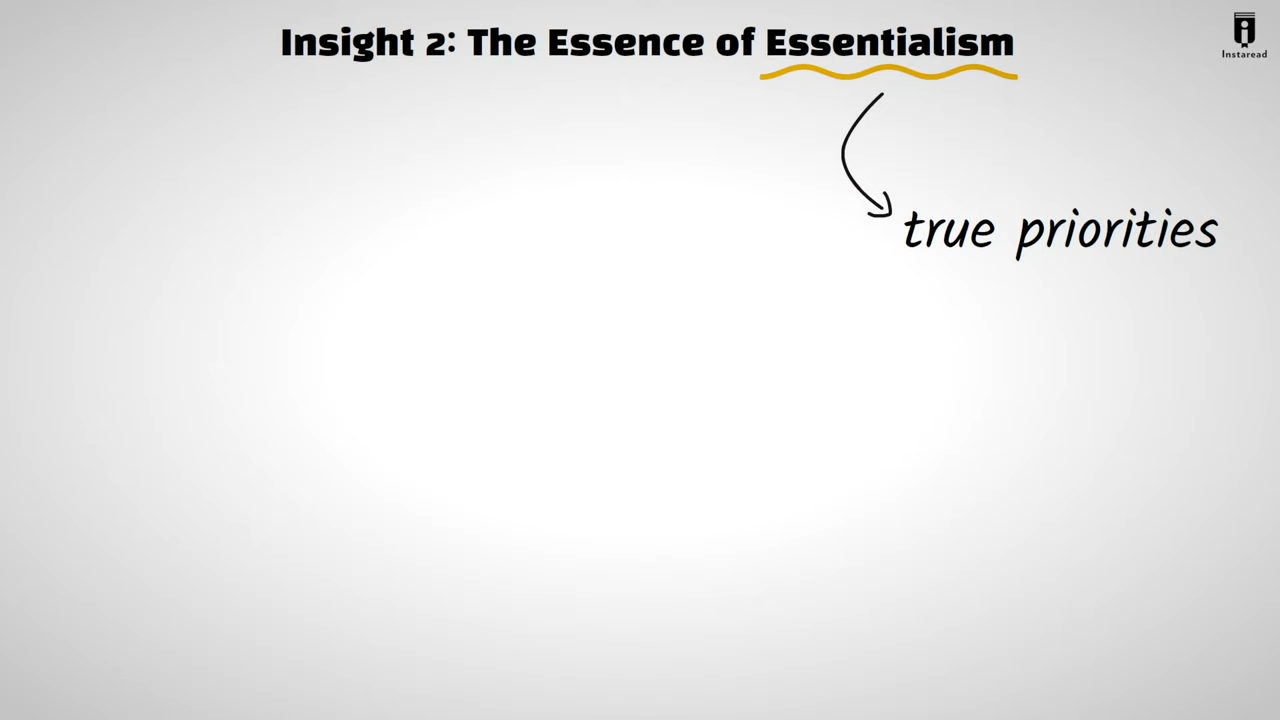 Insight 2: The Essence of Essentialism
Instaread
true priorities